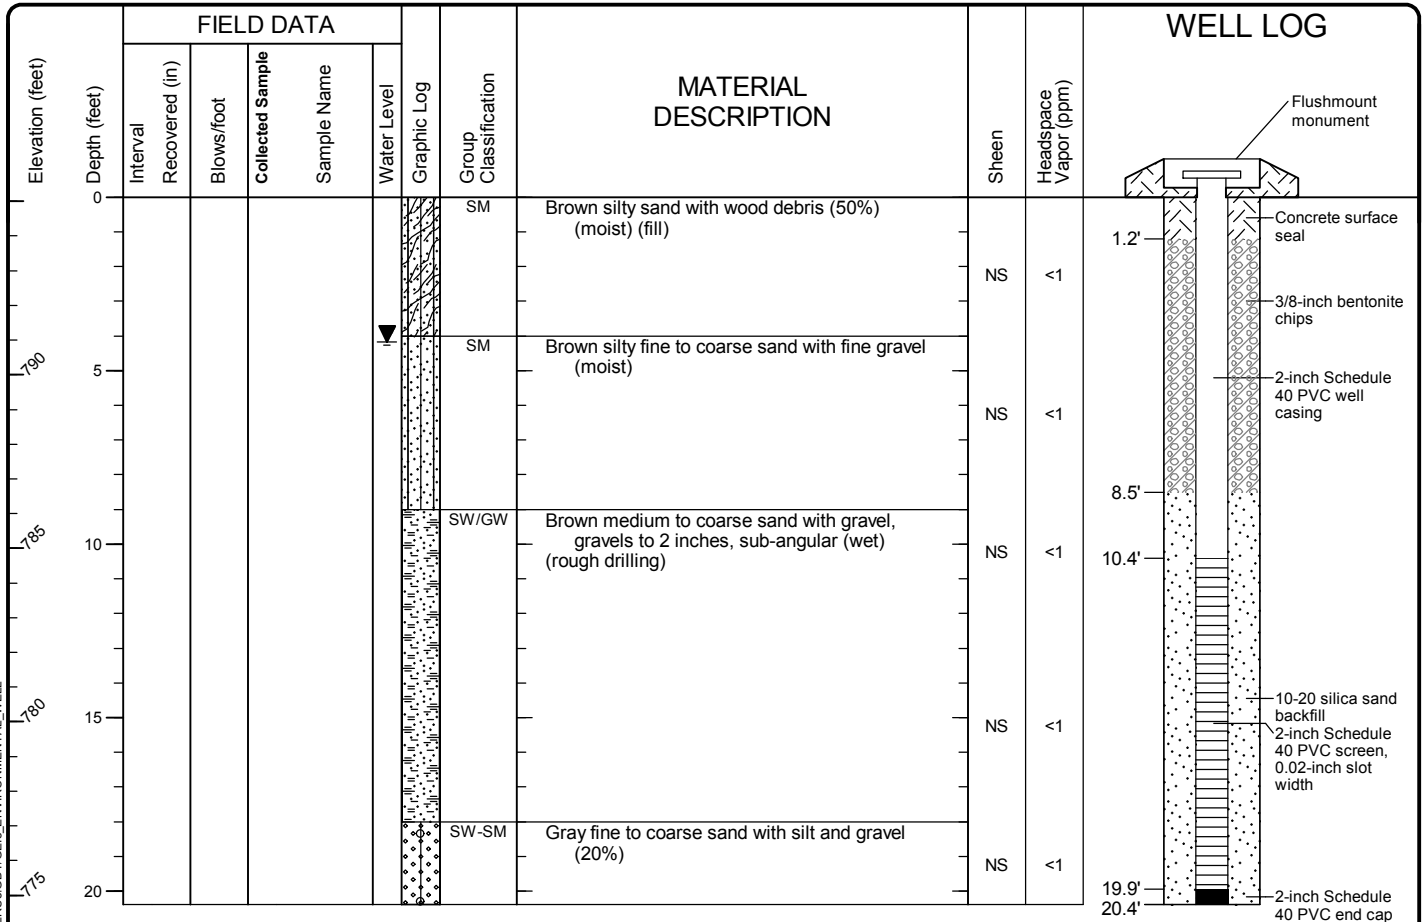 FIELD DATA
WELL LOG
Elevation (feet)
Depth (feet)
Interval
Recovered (in)
Blows/foot
Collected Sample
Sample Name
Water Level
Graphic Log
Group
Classification
MATERIAL
DESCRIPTION
Sheen
Headspace
Vapor (ppm)
Flushmount
monument
0
SM
Brown silty sand with wood debris (50%)
(moist) (fill)
Concrete surface
seal
1.2'
NS
<1
3/8-inch bentonite
chips
790
SM
Brown silty fine to coarse sand with fine gravel
(moist)
5
2-inch Schedule
40 PVC well
casing
NS
<1
8.5'
785
SW/GW
Brown medium to coarse sand with gravel,
gravels to 2 inches, sub-angular (wet)
(rough drilling)
10
NS
<1
10.4'
780
15
NS
<1
10-20 silica sand
backfill
2-inch Schedule
40 PVC screen,
0.02-inch slot
width
SW-SM
Gray fine to coarse sand with silt and gravel
(20%)
775
20
NS
<1
19.9'
20.4'
2-inch Schedule
40 PVC end cap